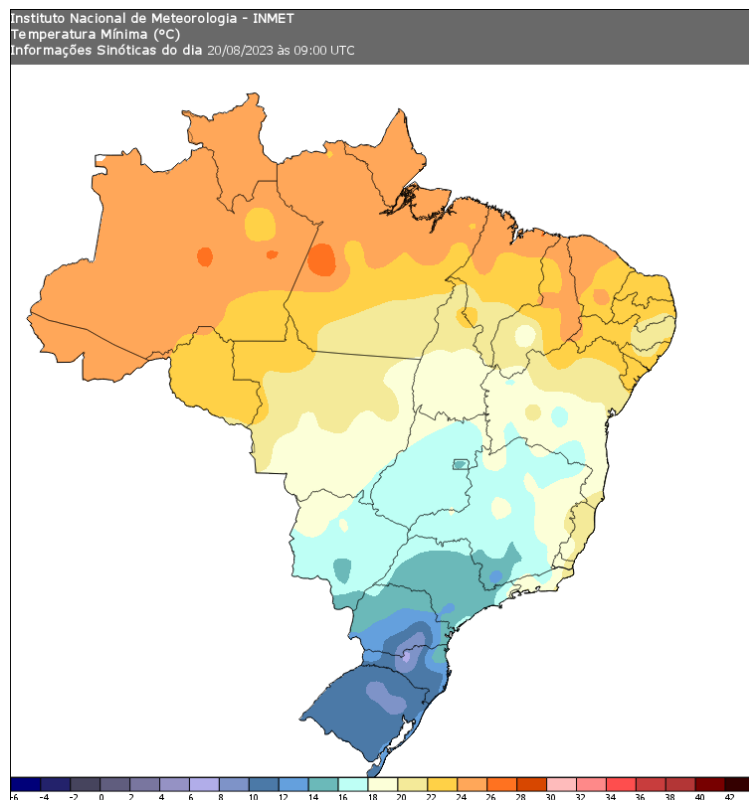 Instituto Nacional de Meteorologia - INMET
Temperatura Mínima (°C)
Informações Sinóticas do dia 20/08/2023 às 09:00 UTC
-6 -4 -2 0 2 4 6 8 10 12 14 16 18 20 22 24 26 28 30 32 34 36 38 40 42